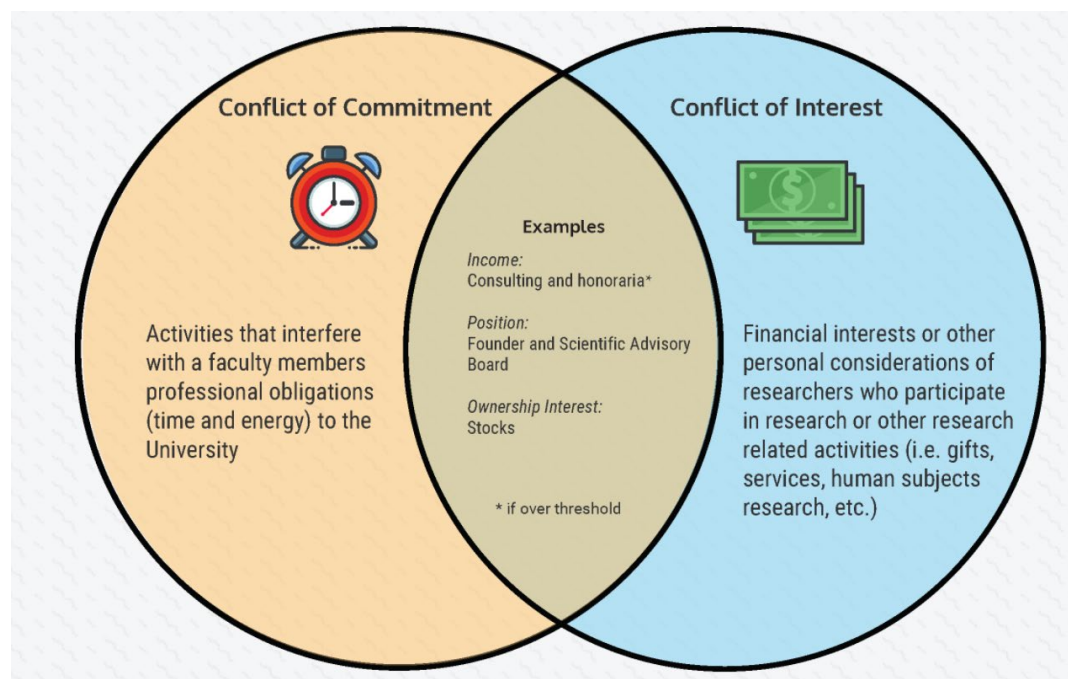 Conflict of Commitment
Activities that interfere
with a faculty members
professional obligations
(time and energy) to the
University
Examples
Income:
Consulting and honoraria*
Position:
Founder and Scientific Advisory
Board
Ownership Interest:
Stocks
* if over threshold
Conflict of Interest
$
Financial interests or other
personal considerations of
researchers who participate
in research or other research
related activities (i.e. gifts,
services, human subjects
research, etc.)